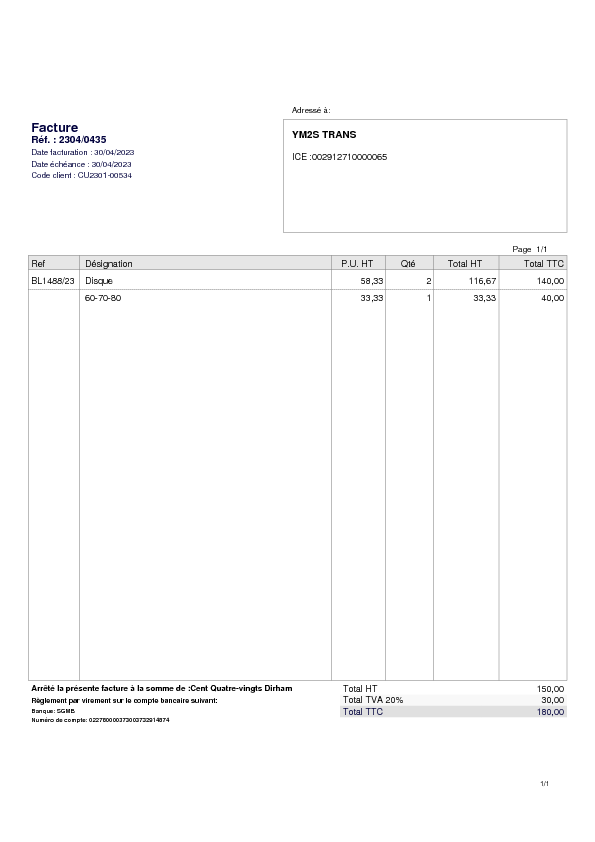 Adressé à:
Facture
Réf. : 2304/0435
Date facturation : 30/04/2023
Date échéance : 30/04/2023
Code client : CU2301-00534
YM2S TRANS
ICE :002912710000065
Page 1/1
Ref Désignation P.U. HT Qté Total HT Total TTC
BL1488/23 Disque 58,33 2 116,67 140,00
60-70-80 33,33 1 33,33 40,00
Arrêté la présente facture à la somme de :Cent Quatre-vingts Dirham
Règlement par virement sur le compte bancaire suivant:
Banque: SGMB
Numéro de compte:
Total HT 150,00
Total TVA 20% 30,00
Total TTC 180,00
1/1